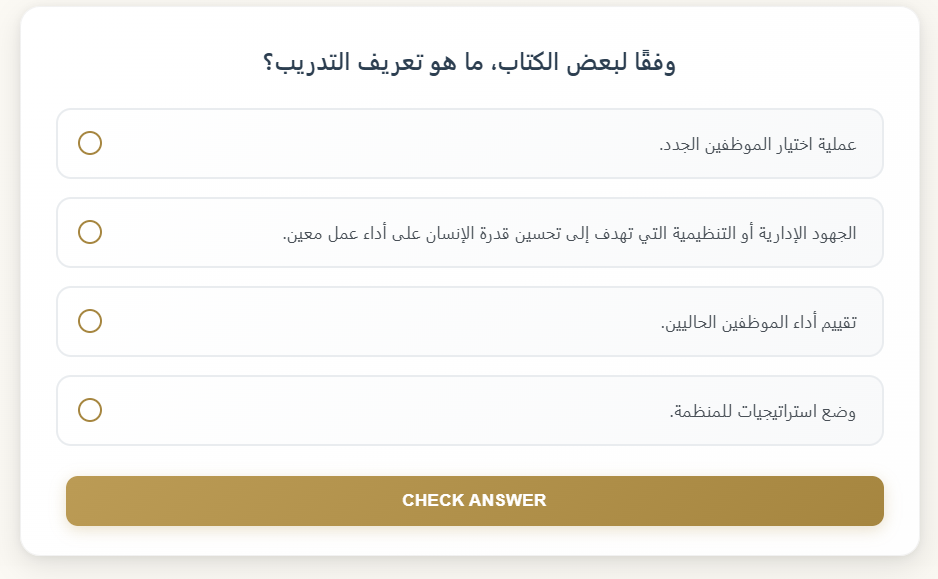 وفقًا لبعض الكتاب، ما هو تعريف التدريب؟
عملية اختيار الموظفين الجدد.
الجهود الإدارية أو التنظيمية التي تهدف إلى تحسين قدرة الإنسان على أداء عمل معين.
تقييم أداء الموظفين الحاليين.
وضع استراتيجيات للمنظمة.
CHECK ANSWER